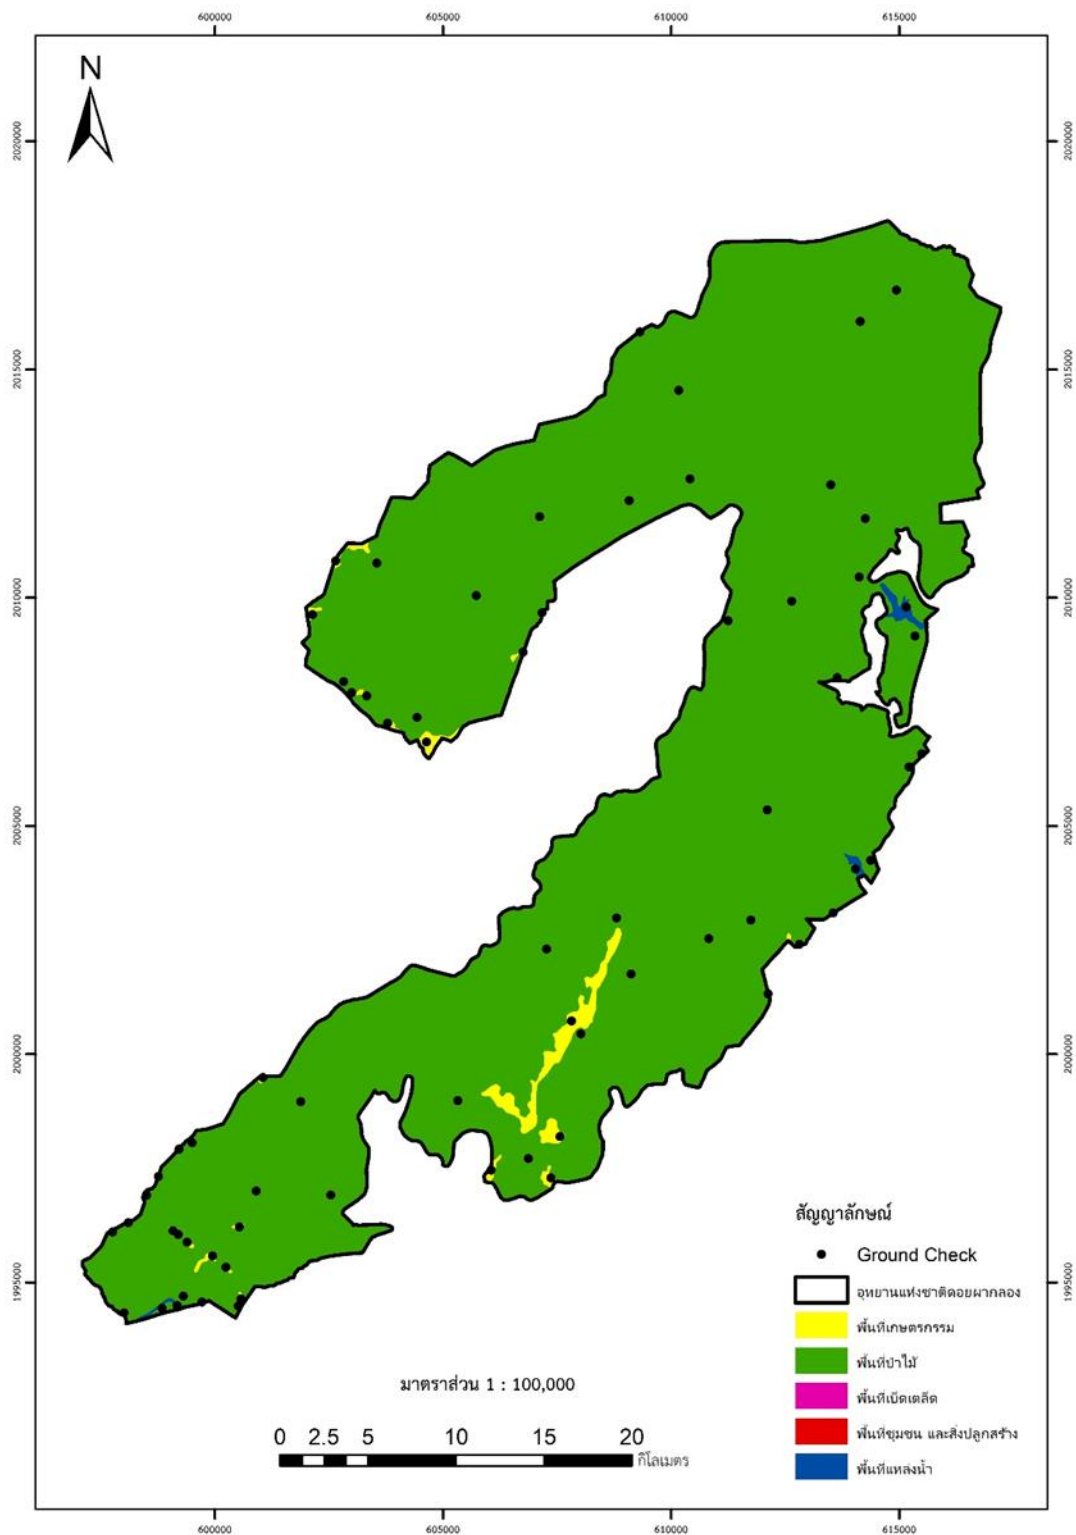 600000 605000 610000 615000
N
2020000 2020000
2015000 2015000
2010000 2010000
2005000 2005000
2000000 2000000
1995000 1995000
สัญญาลักษณ์
Ground Check
อุทยานแห่งชาติดอยผากลอง
พื้นที่เกษตรกรรม
พื้นที่ป่าไม้
พื้นที่เบ็ดเตล็ด
พื้นที่ชุมชน และสิ่งปลูกสร้าง
พื้นที่แหล่งน้ำ
มาตราส่วน 1 : 100,000
0 2.5 5 10 15 20
กิโลเมตร
600000 605000 610000 615000